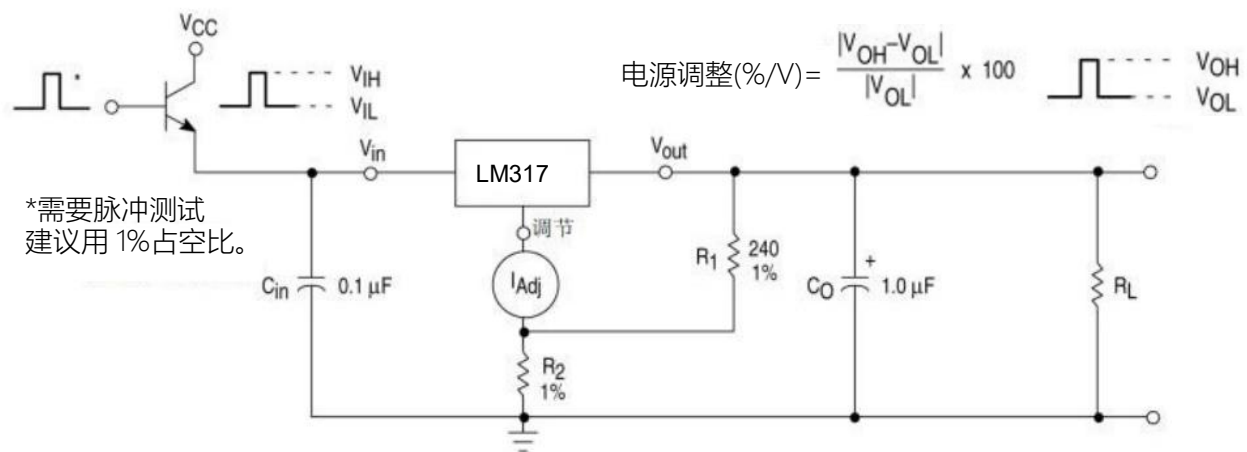 VCC
*
VIH
VIL
电源调整(%/V)= |VOH–VOL| / |VOL| x 100
VOH
VOL
Vin
LM317
Vout
*需要脉冲测试
建议用 1%占空比。
调节
Cin 0.1 μF
IAdj
R1 240
1%
CO + 1.0 μF
RL
R2
1%